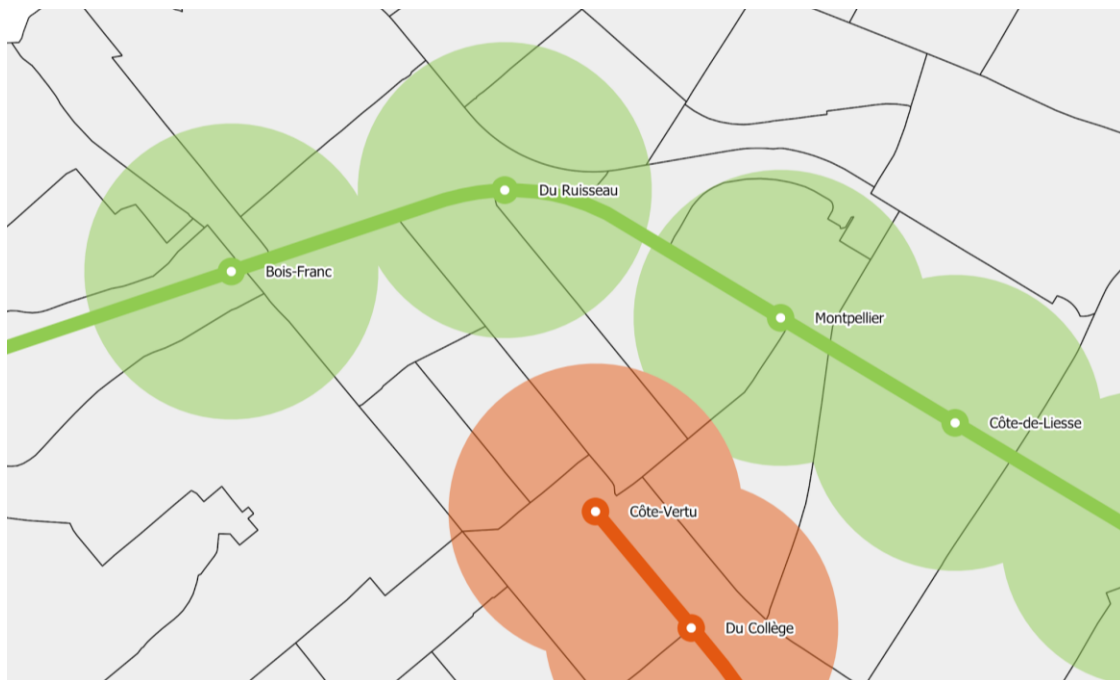 Du Ruisseau
Bois-Franc
Montpellier
Côte-de-Liesse
Côte-Vertu
Du Collège